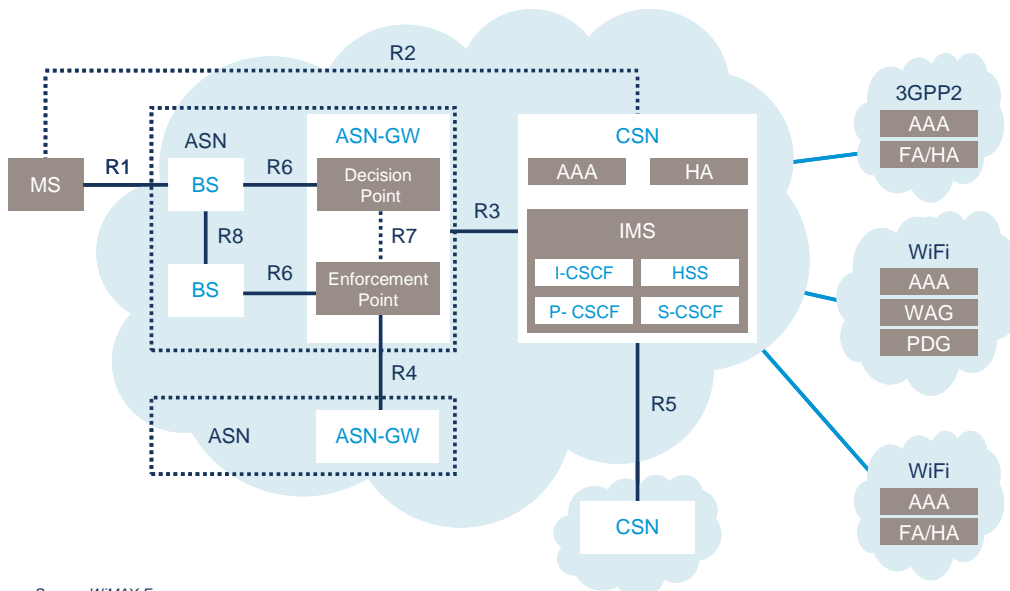 R2
3GPP2
AAA
FA/HA
ASN
ASN-GW
CSN
MS
R1
BS
R6
Decision
Point
AAA
HA
R3
R8
R7
IMS
WiFi
AAA
WAG
PDG
BS
R6
Enforcement
Point
I-CSCF
HSS
P- CSCF
S-CSCF
R4
R5
ASN
ASN-GW
WiFi
AAA
FA/HA
CSN